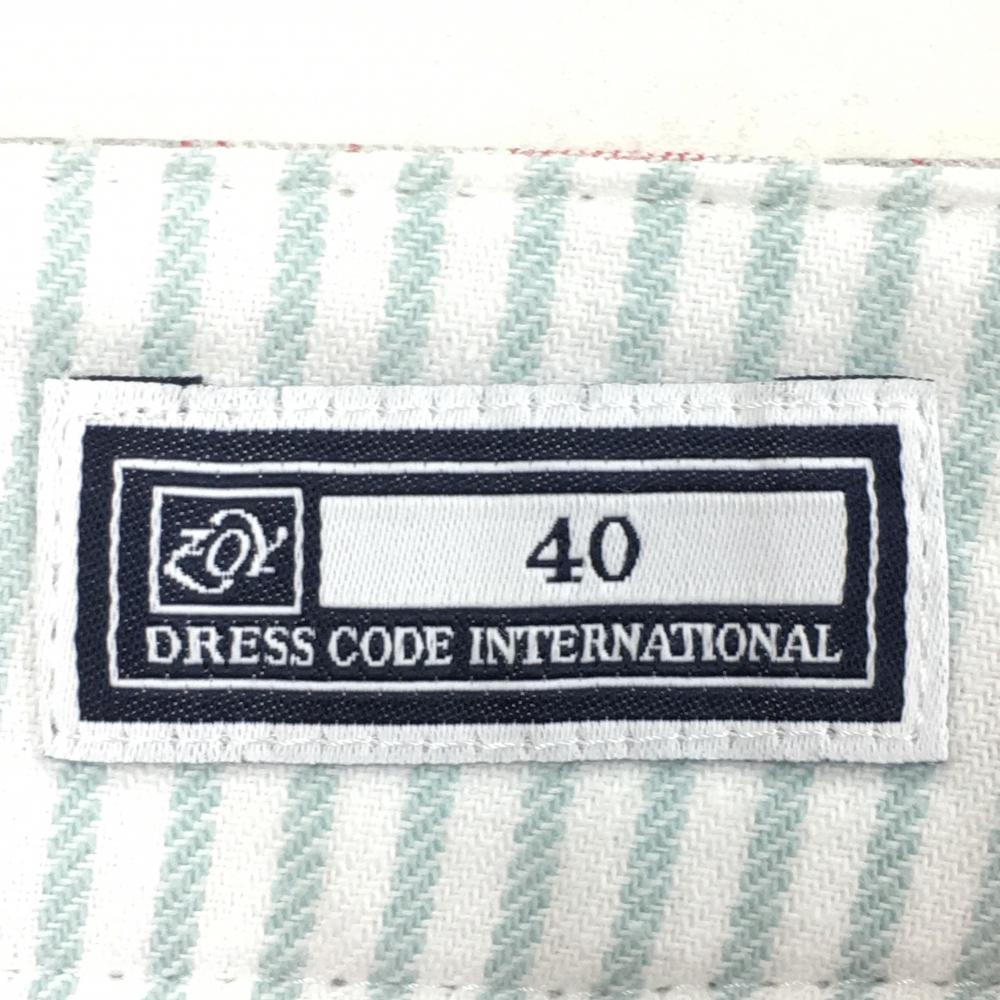 ZOY
40
DRESS CODE INTERNATIONAL